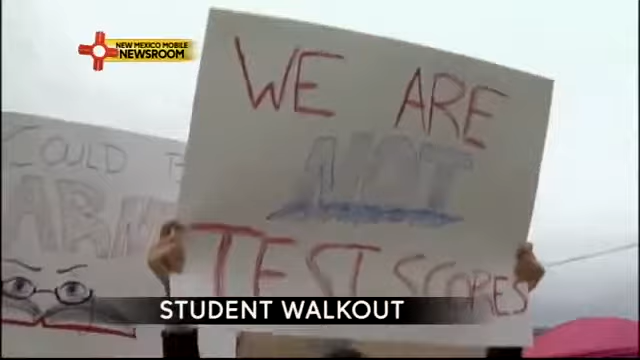 NEW MEXICO MOBILE
NEWSROOM
WE ARE
NOT
TEST SCORES
COULD
STUDENT WALKOUT